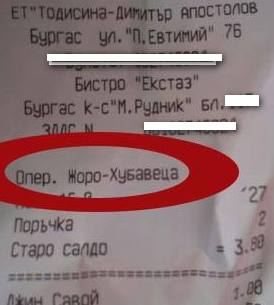 ЕТ"ТОДИСИНА-ДИМИТЪР АПОСТОЛОВ
Бургас ул."П.Евтимий" 76
Бистро "Екстаз"
Бургас к-с"М.Рудник" БЛ.
ЗДДС N
Опер. Жоро-Хубавеца
'27
Поръчка 2
Старо салдо = 3.80
Джин Савой 1.00